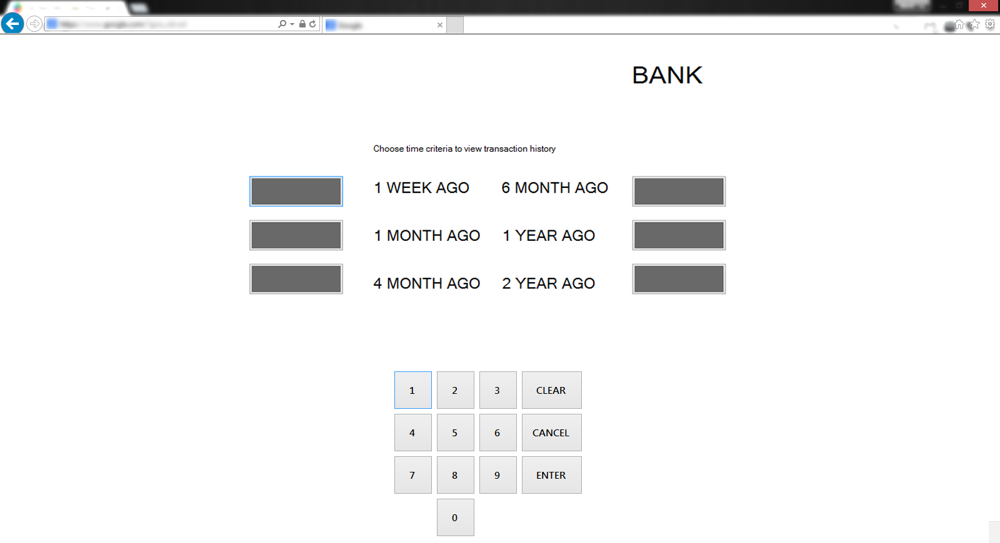 BANK
Choose time criteria to view transaction history
1 WEEK AGO 6 MONTH AGO
1 MONTH AGO 1 YEAR AGO
4 MONTH AGO 2 YEAR AGO
1 2 3 CLEAR
4 5 6 CANCEL
7 8 9 ENTER
0